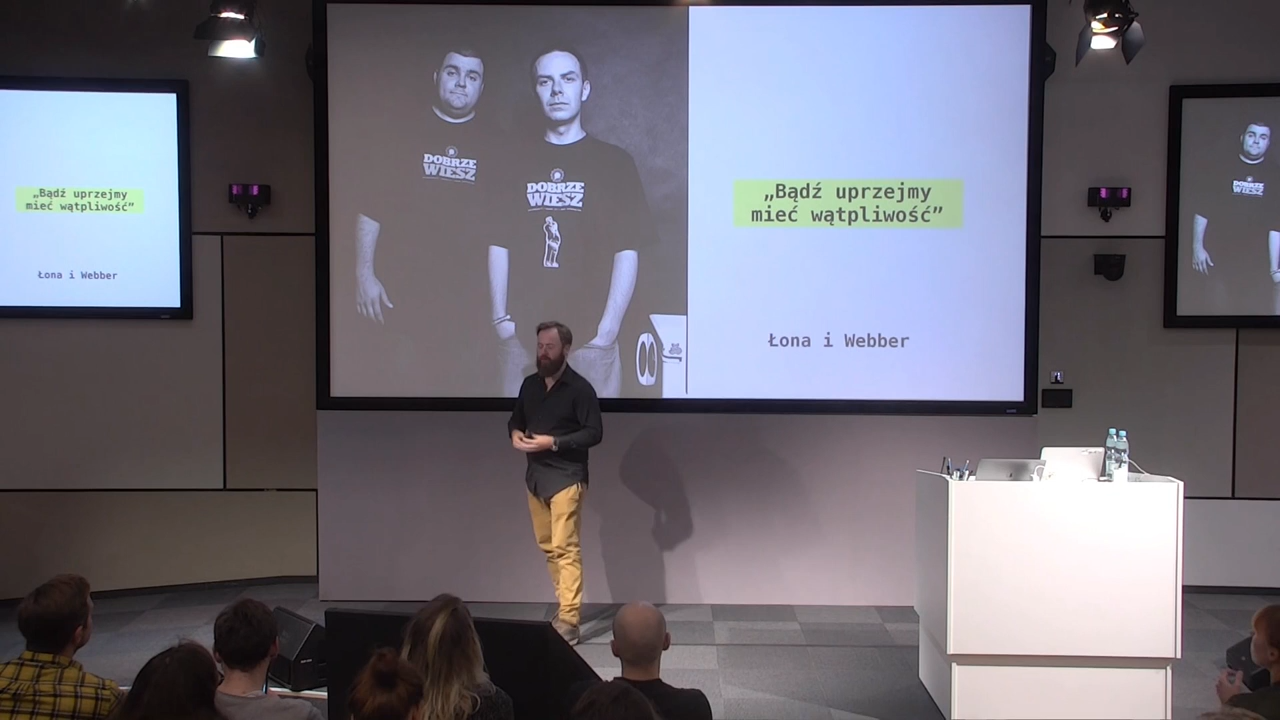 „Bądź uprzejmy
mieć wątpliwość”
Łona i Webber
DOBRZE
WIESZ
DOBRZE
WIESZ
„Bądź uprzejmy
mieć wątpliwość”
Łona i Webber
DOBRZE
WIESZ